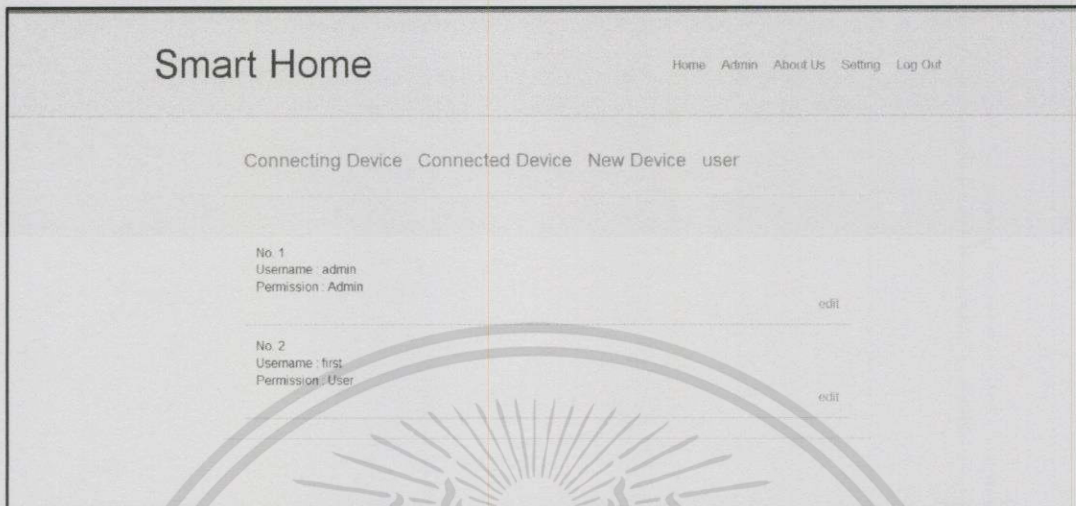 Smart Home
Home Admin About Us Setting Log Out
Connecting Device Connected Device New Device user
No. 1
Username : admin
Permission : Admin
edit
No. 2
Username : first
Permission : User
edit